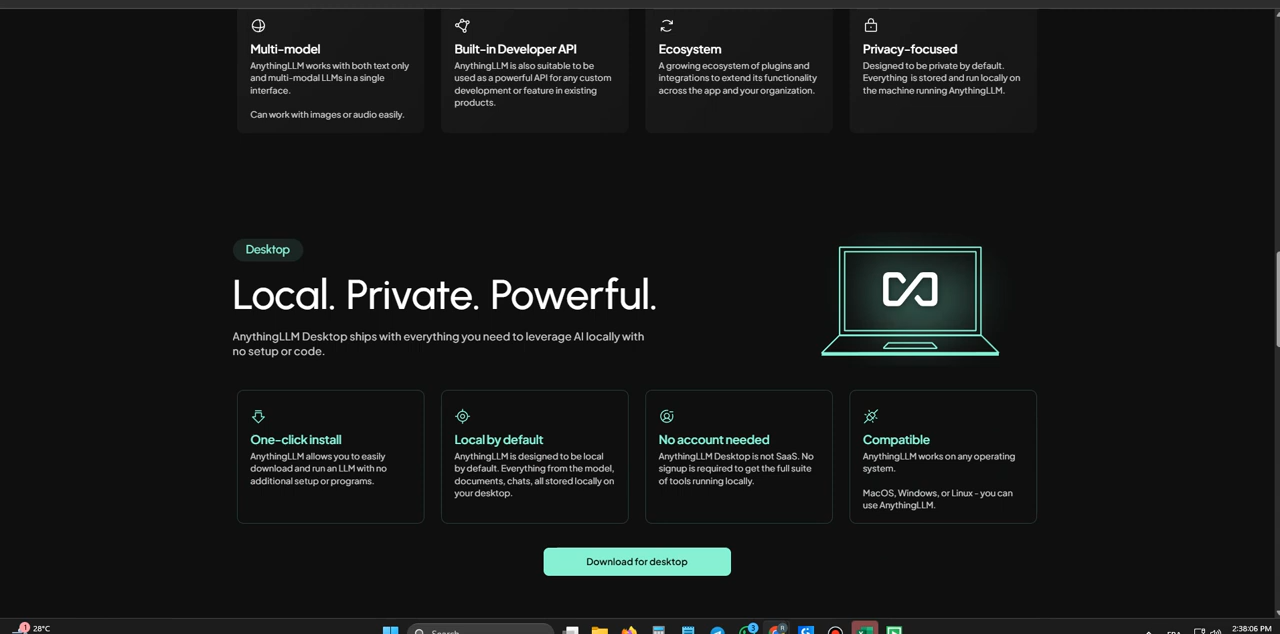 Multi-model
AnythingLLM works with both text only
and multi-modal LLMs in a single
interface.
Can work with images or audio easily.
Built-in Developer API
AnythingLLM is also suitable to be
used as a powerful API for any custom
development or feature in existing
products.
Ecosystem
A growing ecosystem of plugins and
integrations to extend its functionality
across the app and your organization.
Privacy-focused
Designed to be private by default.
Everything is stored and run locally on
the machine running AnythingLLM.
Desktop
Local. Private. Powerful.
AnythingLLM Desktop ships with everything you need to leverage AI locally with
no setup or code.
One-click install
AnythingLLM allows you to easily
download and run an LLM with no
additional setup or programs.
Local by default
AnythingLLM is designed to be local
by default. Everything from the model,
documents, chats, all stored locally on
your desktop.
No account needed
AnythingLLM Desktop is not SaaS. No
signup is required to get the full suite
of tools running locally.
Compatible
AnythingLLM works on any operating
system.
MacOS, Windows, or Linux - you can
use AnythingLLM.
Download for desktop
1
28°C
Search
3
2:38:06 PM